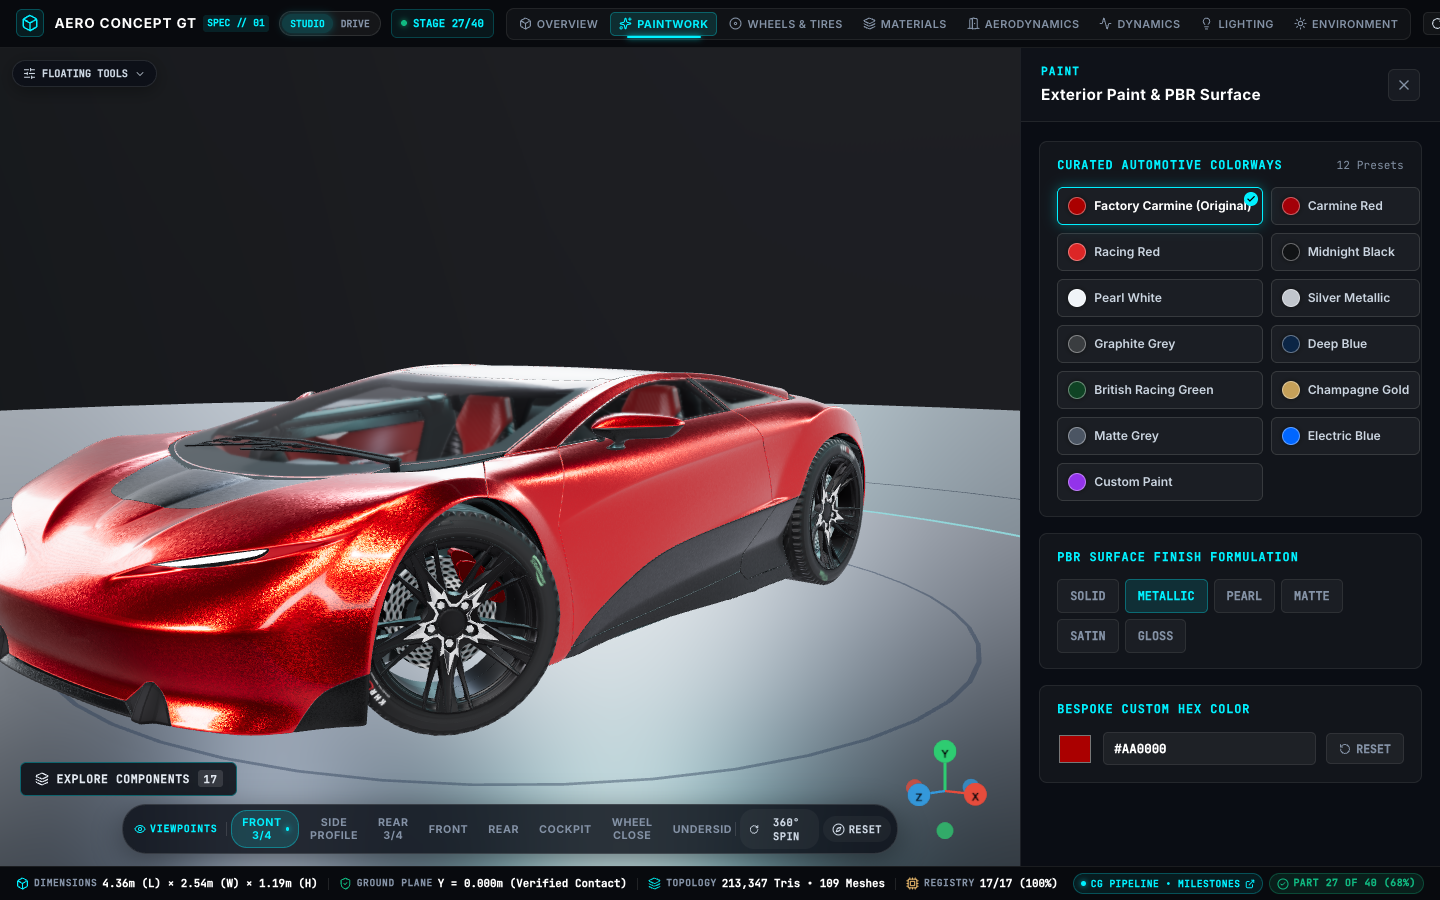 AERO CONCEPT GT SPEC // 01 STUDIO DRIVE STAGE 27/40 OVERVIEW PAINTWORK WHEELS & TIRES MATERIALS AERODYNAMICS DYNAMICS LIGHTING ENVIRONMENT
FLOATING TOOLS
PAINT
Exterior Paint & PBR Surface
CURATED AUTOMOTIVE COLORWAYS 12 Presets
Factory Carmine (Original) Carmine Red
Racing Red Midnight Black
Pearl White Silver Metallic
Graphite Grey Deep Blue
British Racing Green Champagne Gold
Matte Grey Electric Blue
Custom Paint
PBR SURFACE FINISH FORMULATION
SOLID METALLIC PEARL MATTE
SATIN GLOSS
BESPOKE CUSTOM HEX COLOR
#AA0000 RESET
Y
Z X
EXPLORE COMPONENTS 17
VIEWPOINTS FRONT 3/4 SIDE PROFILE REAR 3/4 FRONT REAR COCKPIT WHEEL CLOSE UNDERSID 360° SPIN RESET
DIMENSIONS 4.36m (L) × 2.54m (W) × 1.19m (H) GROUND PLANE Y = 0.000m (Verified Contact) TOPOLOGY 213,347 Tris • 109 Meshes REGISTRY 17/17 (100%) CG PIPELINE • MILESTONES PART 27 OF 40 (68%)